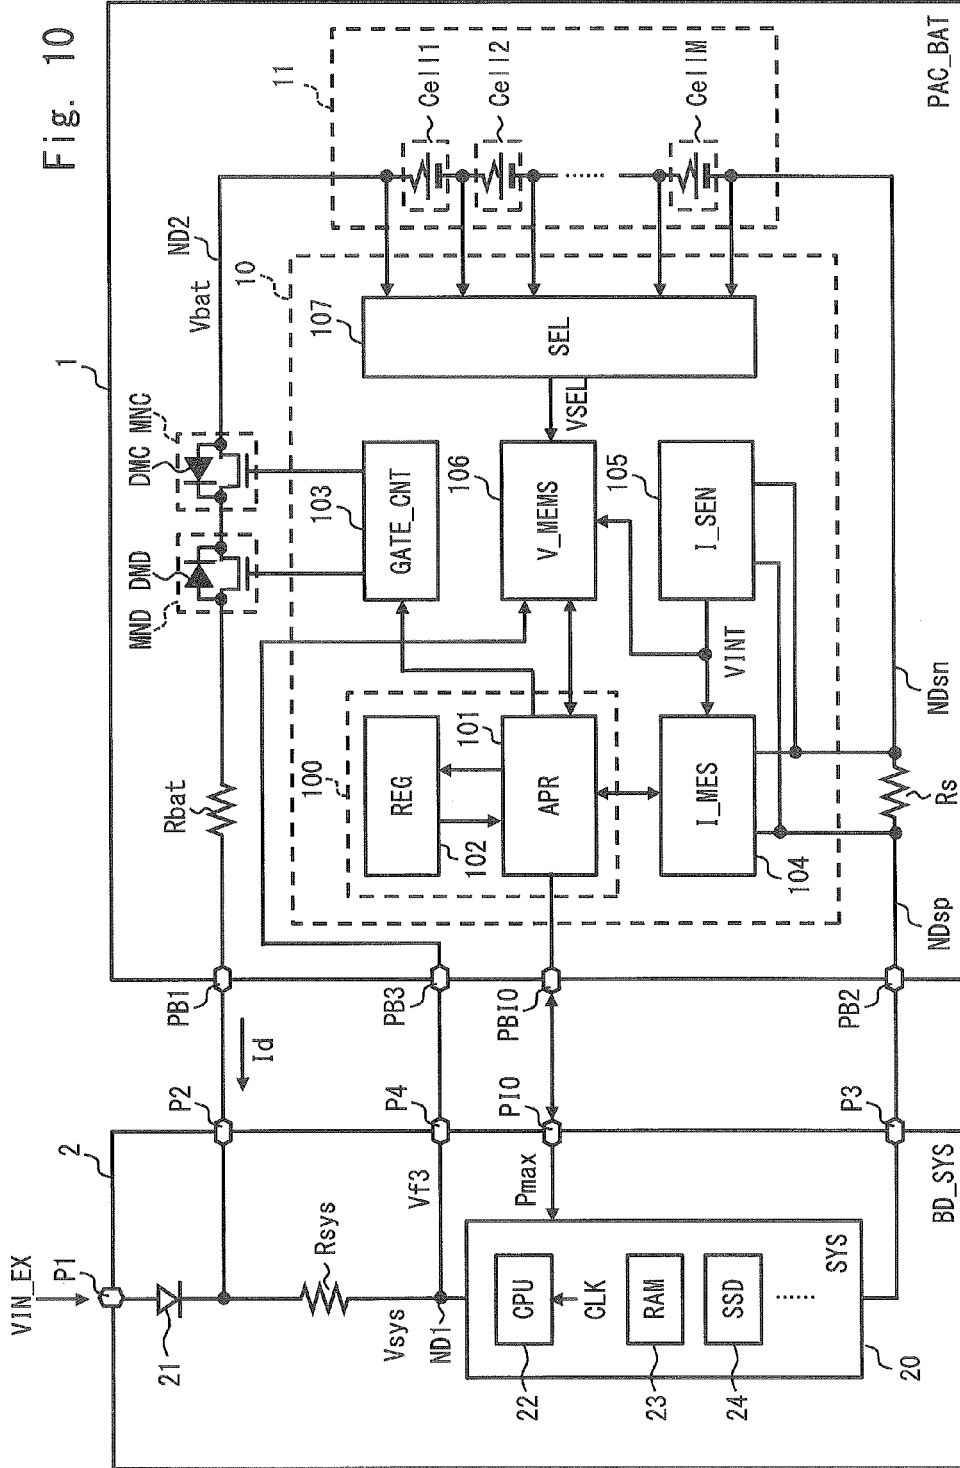 Fig. 10
1
PAC_BAT
11
Cell1
Cell2
CellM
ND2
Vbat
10
107
SEL
VSEL
DMC MNC
MND DMD
103
GATE_CNT
106
V_MEMS
105
I_SEN
VINT
100
101
REG
102
APR
I_MES
104
Rbat
Rs
NDsn
NDsp
PB1
PB3
PBIO
PB2
Id
P2
P4
PIO
P3
2
BD_SYS
VIN_EX
P1
21
Rsys
Vsys
ND1
Vf3
Pmax
SYS
CPU
CLK
RAM
SSD
22
23
24
20